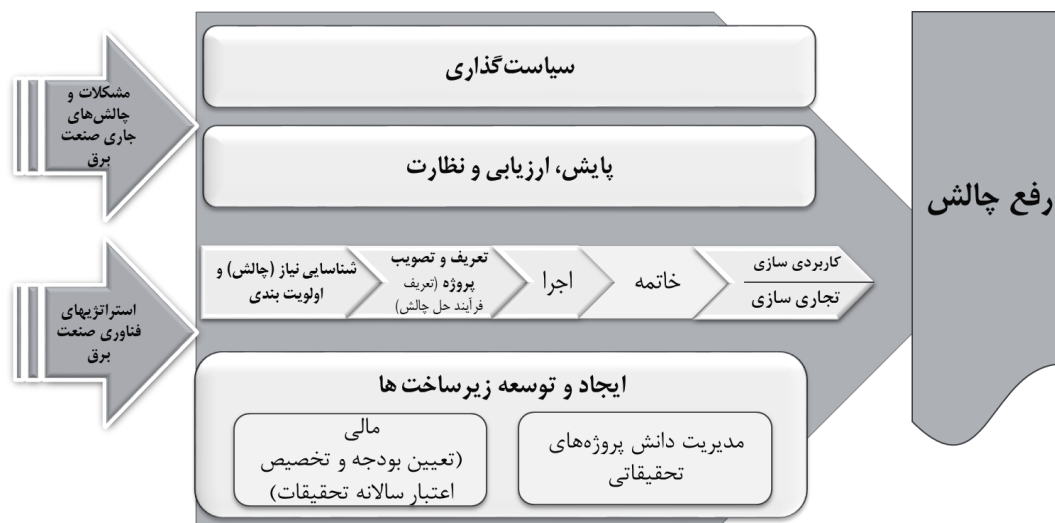 سیاست‌گذاری
مشکلات و
چالش‌های
جاری صنعت
برق
پایش، ارزیابی و نظارت
رفع چالش
شناسایی نیاز (چالش) و
اولویت بندی
تعریف و تصویب
پروژه (تعریف
فرآیند حل چالش)
اجرا
خاتمه
کاربردی سازی
تجاری سازی
استراتژیهای
فناوری صنعت
برق
ایجاد و توسعه زیرساخت ها
مدیریت دانش پروژه‌های
تحقیقاتی
مالی
(تعیین بودجه و تخصیص
اعتبار سالانه تحقیقات)